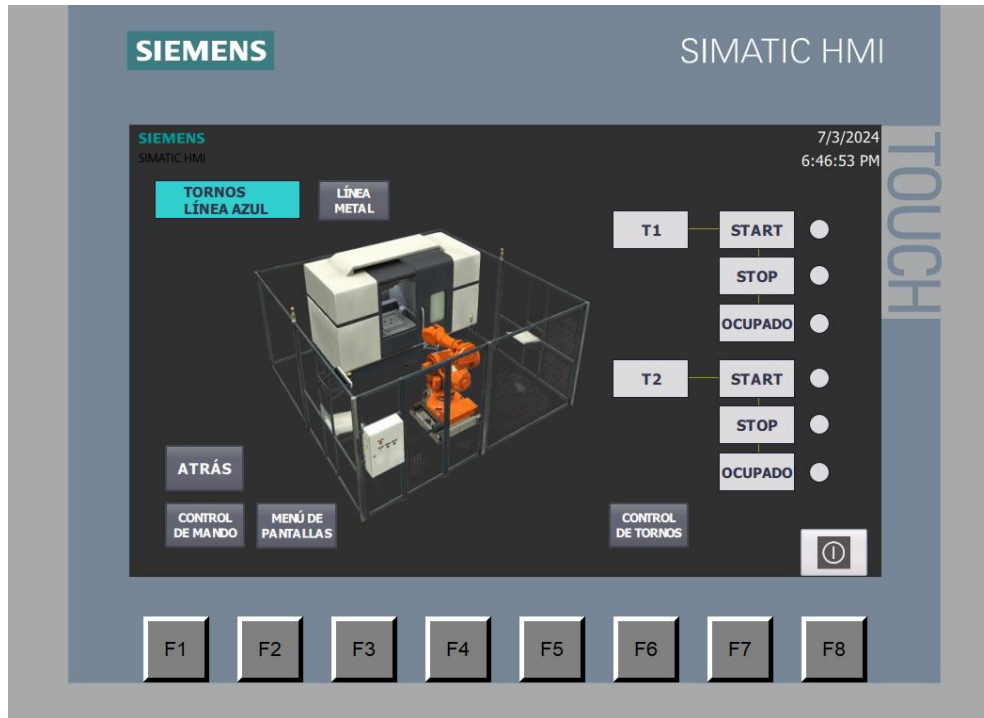 SIEMENS
SIMATIC HMI
TOUCH
SIEMENS
SIMATIC HMI
7/3/2024
6:46:53 PM
TORNOS
LÍNEA AZUL
LÍNEA
METAL
T1
START
STOP
OCUPADO
T2
START
STOP
OCUPADO
ATRÁS
CONTROL
DE MANDO
MENÚ DE
PANTALLAS
CONTROL
DE TORNOS
F1
F2
F3
F4
F5
F6
F7
F8